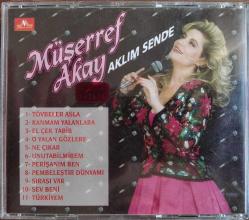 Müşerref
Akay
AKLIM SENDE
1- TÖVBELER ASLA
2- KANMAM YALANLARA
3- EL ÇEK TABİB
4- O YALAN GÖZLERE
5- NE ÇIKAR
6- UNUTABİLMİREM
7- PERİŞANIM BEN
8- PEMBELEŞTİR DÜNYAMI
9- SIRASI VAR
10- SEV BENİ
11- TÜRKİYEM